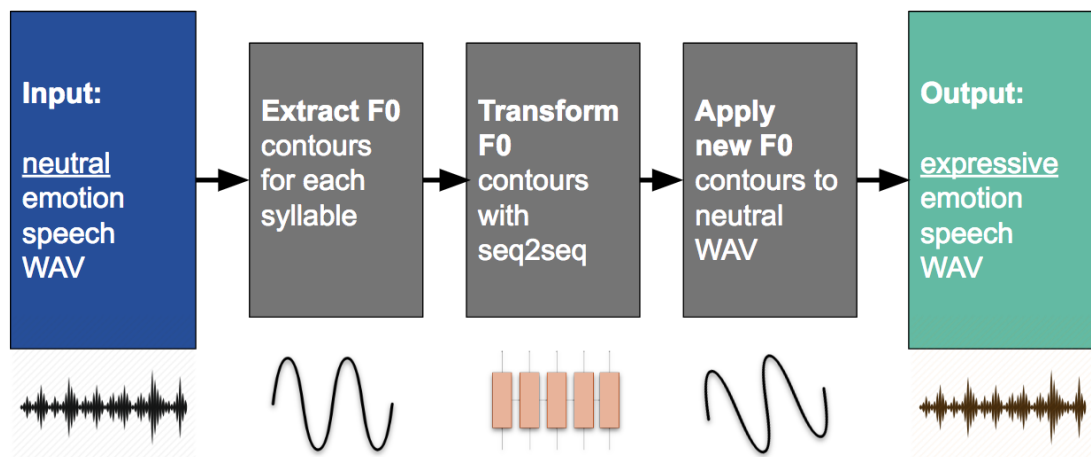 Input:
neutral
emotion
speech
WAV
Extract F0
contours
for each
syllable
Transform
F0
contours
with
seq2seq
Apply
new F0
contours to
neutral
WAV
Output:
expressive
emotion
speech
WAV